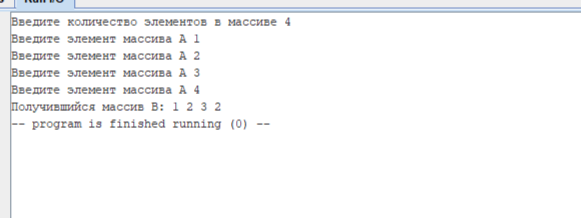 Введите количество элементов в массиве 4
Введите элемент массива А 1
Введите элемент массива А 2
Введите элемент массива А 3
Введите элемент массива А 4
Получившийся массив В: 1 2 3 2
-- program is finished running (0) --